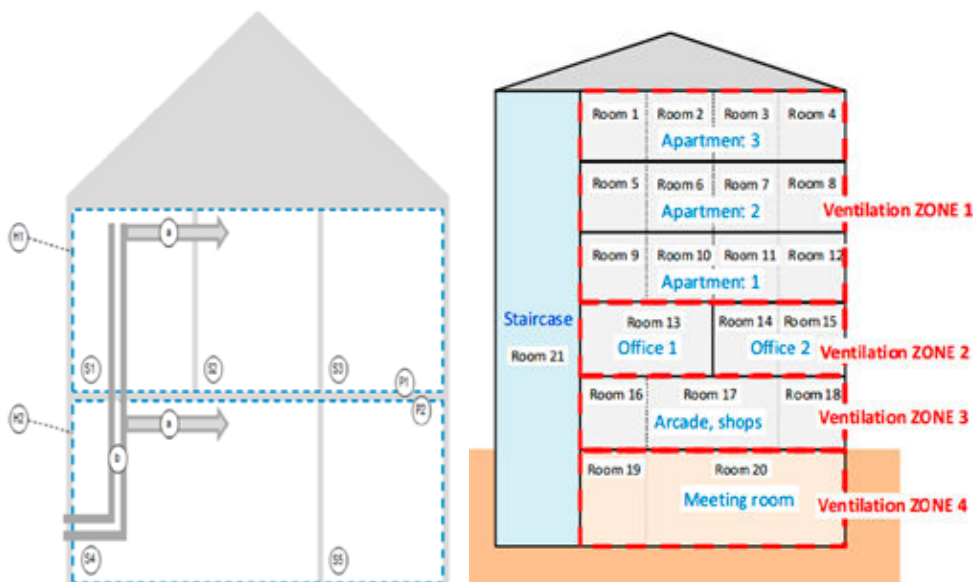 H1
a
S1
S2
S3
P1
P2
H2
a
b
S4
S5
Room 1 Room 2 Room 3 Room 4
Apartment 3
Room 5 Room 6 Room 7 Room 8
Apartment 2
Ventilation ZONE 1
Room 9 Room 10 Room 11 Room 12
Apartment 1
Staircase
Room 21
Room 13 Room 14 Room 15
Office 1 Office 2
Ventilation ZONE 2
Room 16 Room 17 Room 18
Arcade, shops
Ventilation ZONE 3
Room 19 Room 20
Meeting room
Ventilation ZONE 4